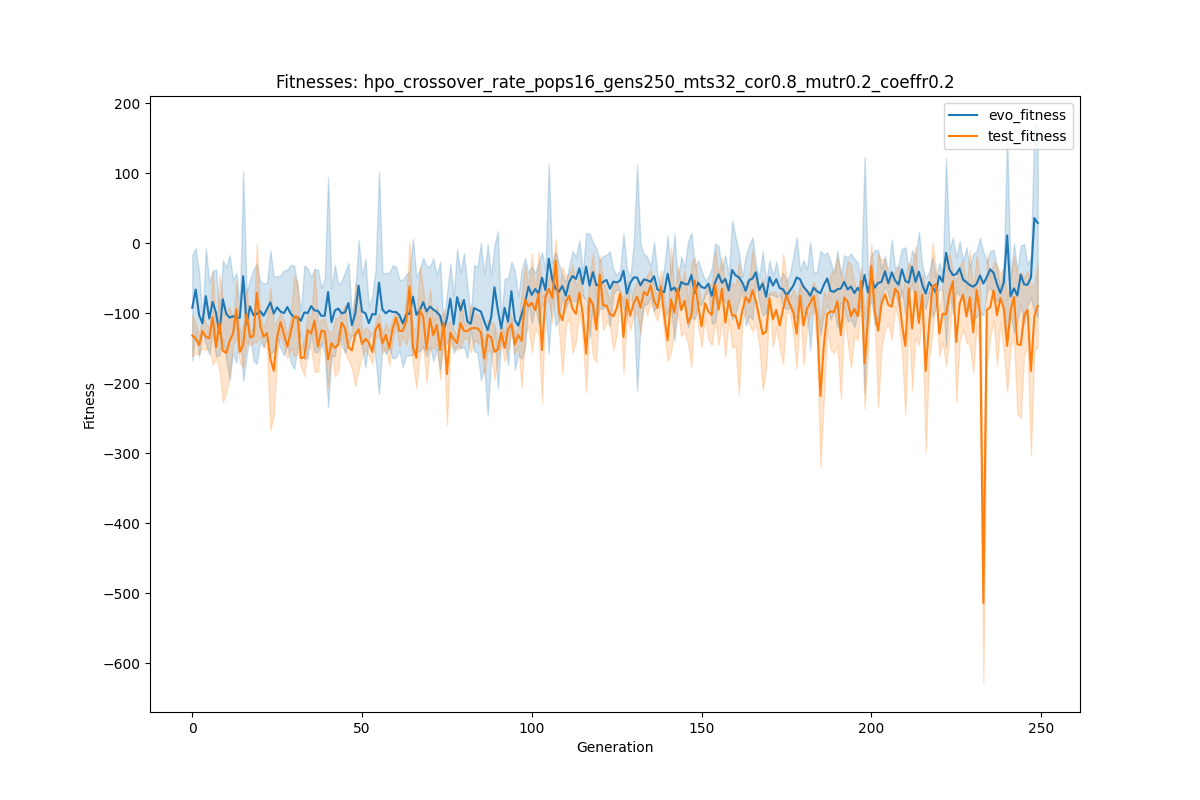 Fitnesses: hpo_crossover_rate_pops16_gens250_mts32_cor0.8_mutr0.2_coeffr0.2
200
100
0
−100
−200
−300
−400
−500
−600
Fitness
evo_fitness
test_fitness
0 50 100 150 200 250
Generation